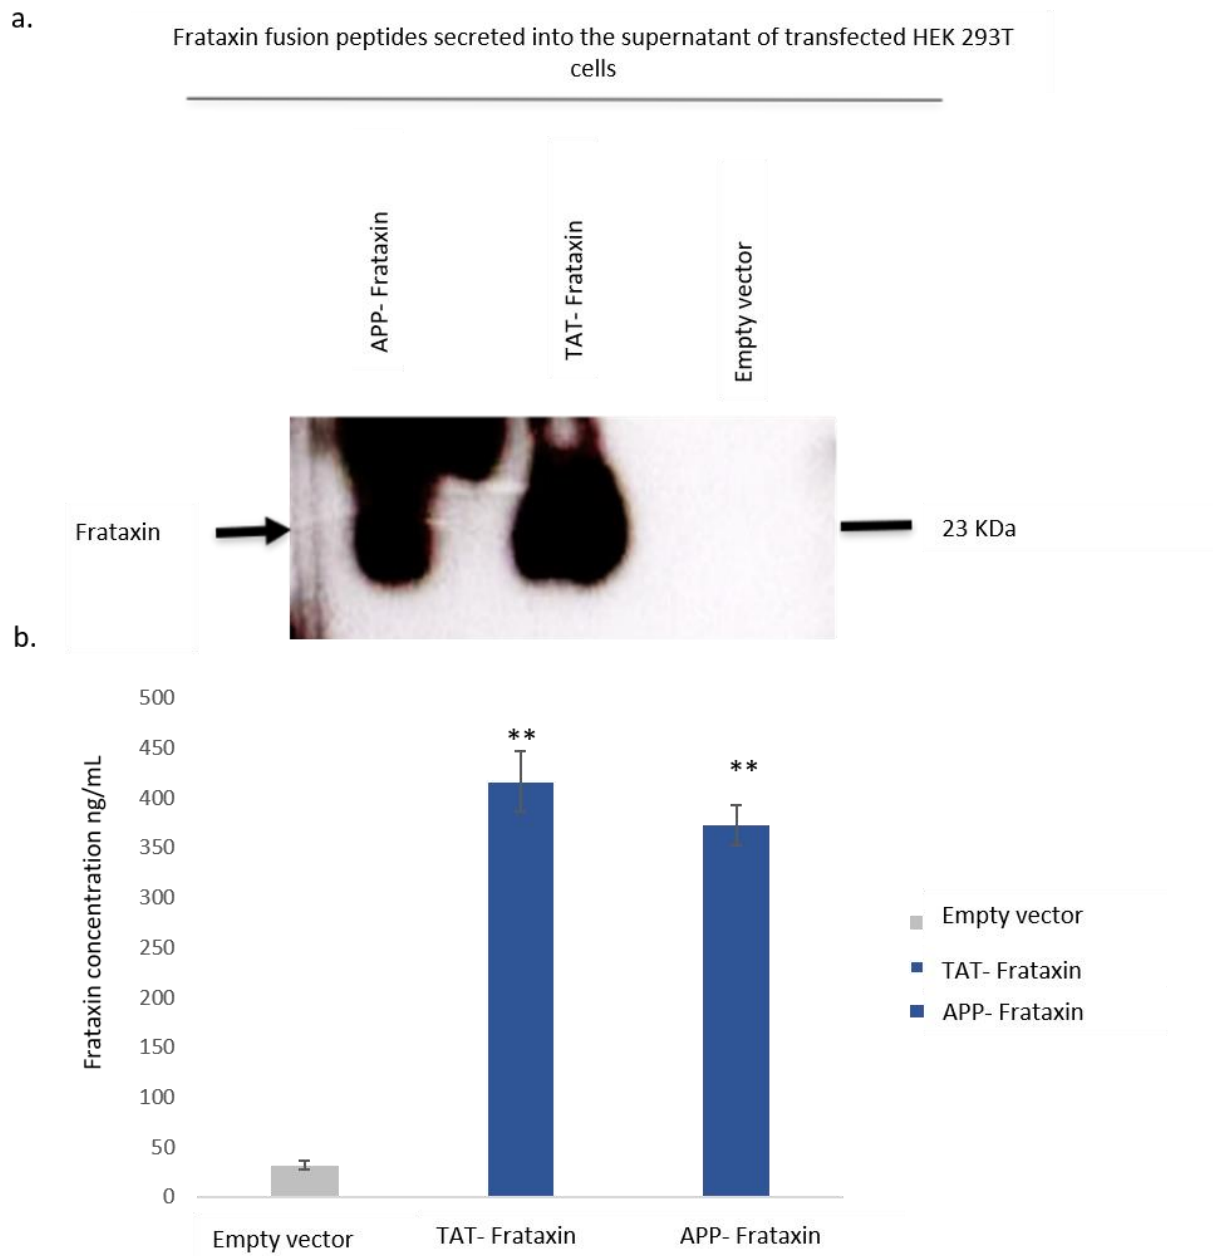 a.
Frataxin fusion peptides secreted into the supernatant of transfected HEK 293T
cells
APP- Frataxin
TAT- Frataxin
Empty vector
Frataxin
23 KDa
b.
Frataxin concentration ng/mL
500
450
400
350
300
250
200
150
100
50
0
**
**
Empty vector
TAT- Frataxin
APP- Frataxin
Empty vector
TAT- Frataxin
APP- Frataxin